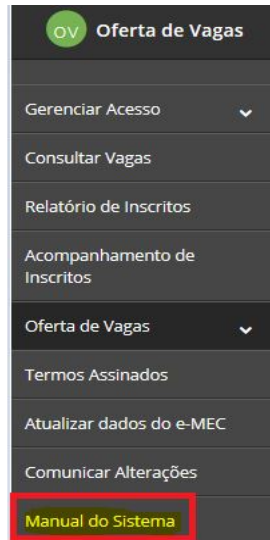 OV Oferta de Vagas
Gerenciar Acesso
Consultar Vagas
Relatório de Inscritos
Acompanhamento de
Inscritos
Oferta de Vagas
Termos Assinados
Atualizar dados do e-MEC
Comunicar Alterações
Manual do Sistema